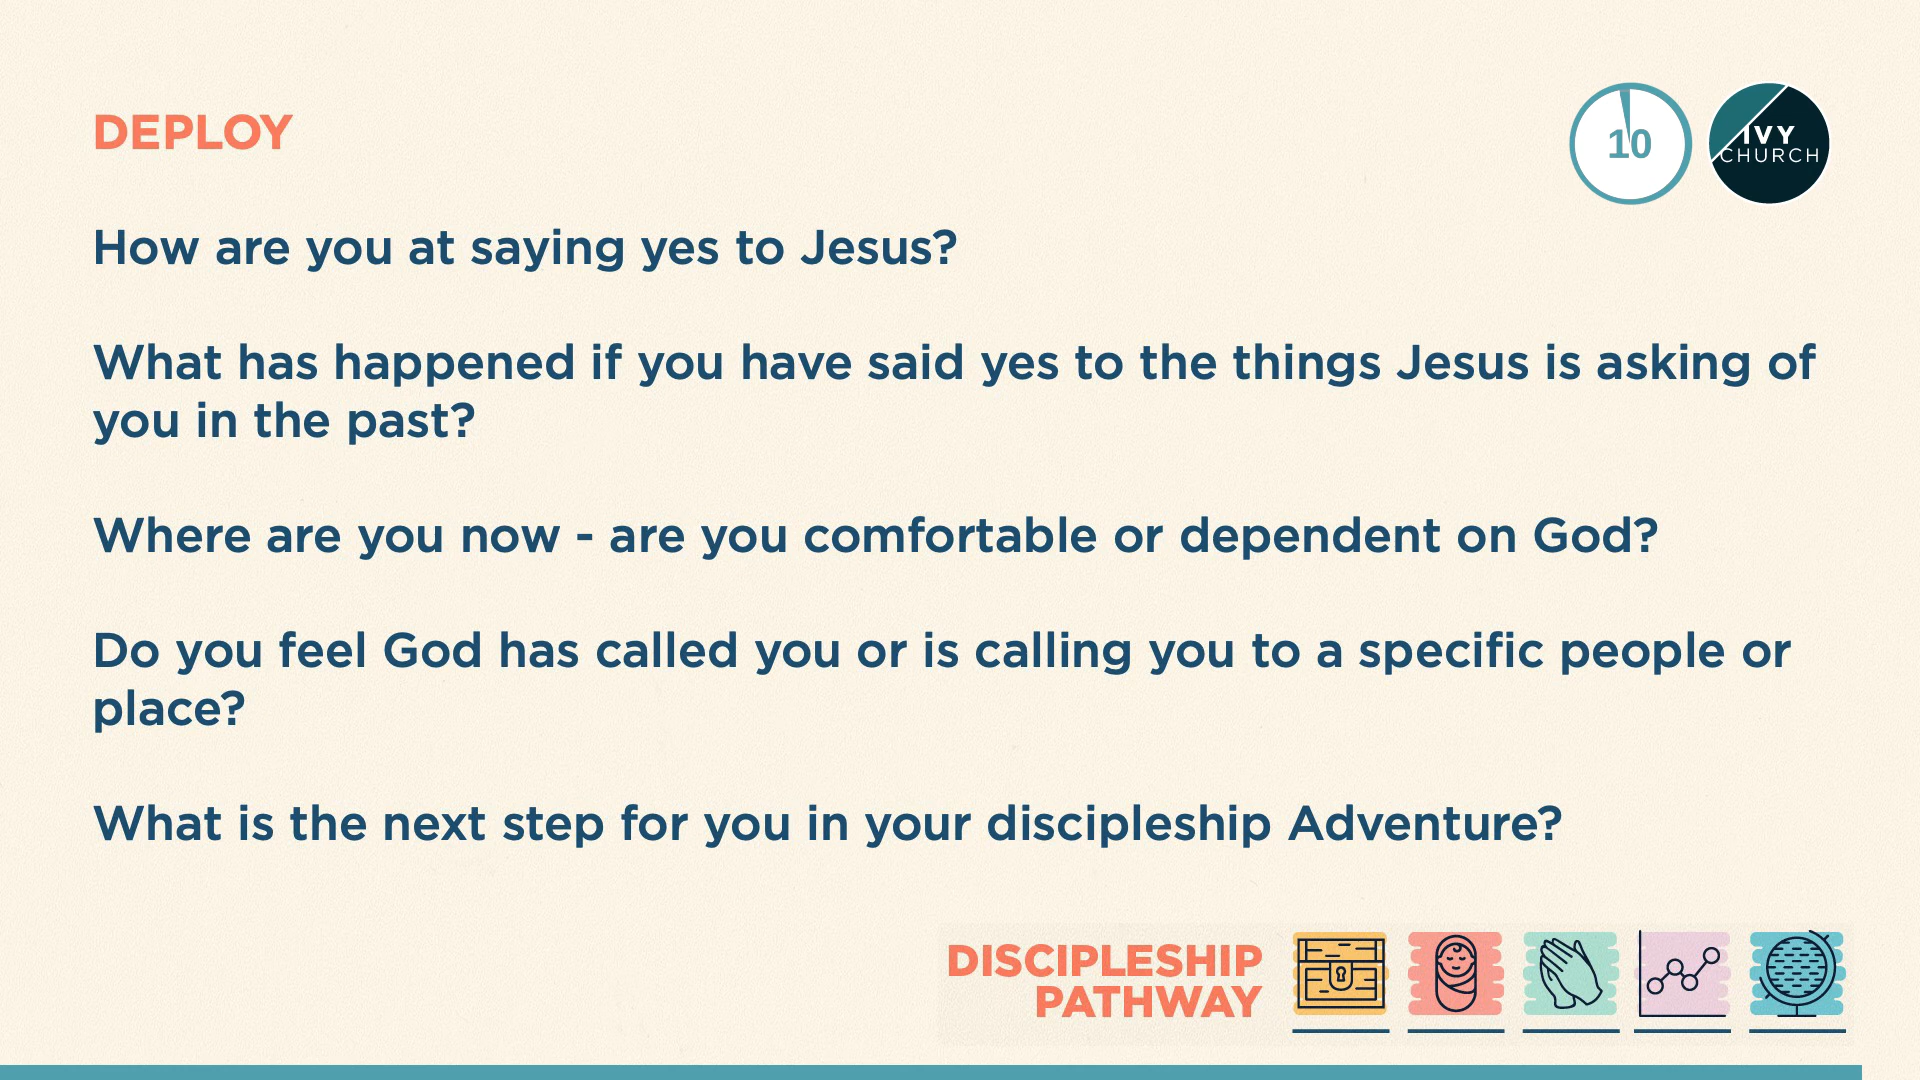 DEPLOY
10
IVY
CHURCH
How are you at saying yes to Jesus?
What has happened if you have said yes to the things Jesus is asking of
you in the past?
Where are you now - are you comfortable or dependent on God?
Do you feel God has called you or is calling you to a specific people or
place?
What is the next step for you in your discipleship Adventure?
DISCIPLESHIP
PATHWAY